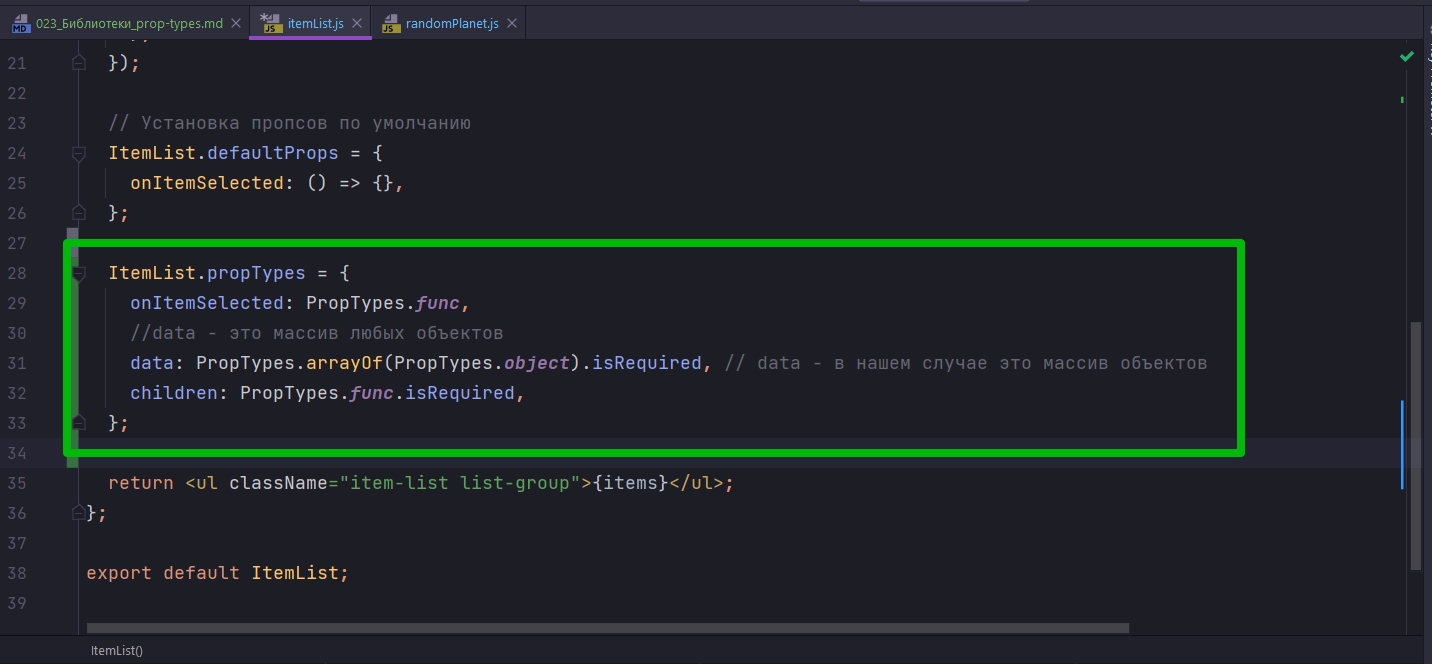 023_Библиотеки_prop-types.md
itemList.js
randomPlanet.js
21 });
22
23 // Установка пропсов по умолчанию
24 ItemList.defaultProps = {
25 onItemSelected: () => {},
26 };
27
28 ItemList.propTypes = {
29 onItemSelected: PropTypes.func,
30 //data - это массив любых объектов
31 data: PropTypes.arrayOf(PropTypes.object).isRequired, // data - в нашем случае это массив объектов
32 children: PropTypes.func.isRequired,
33 };
34
35 return <ul className="item-list list-group">{items}</ul>;
36 };
37
38 export default ItemList;
39
ItemList()